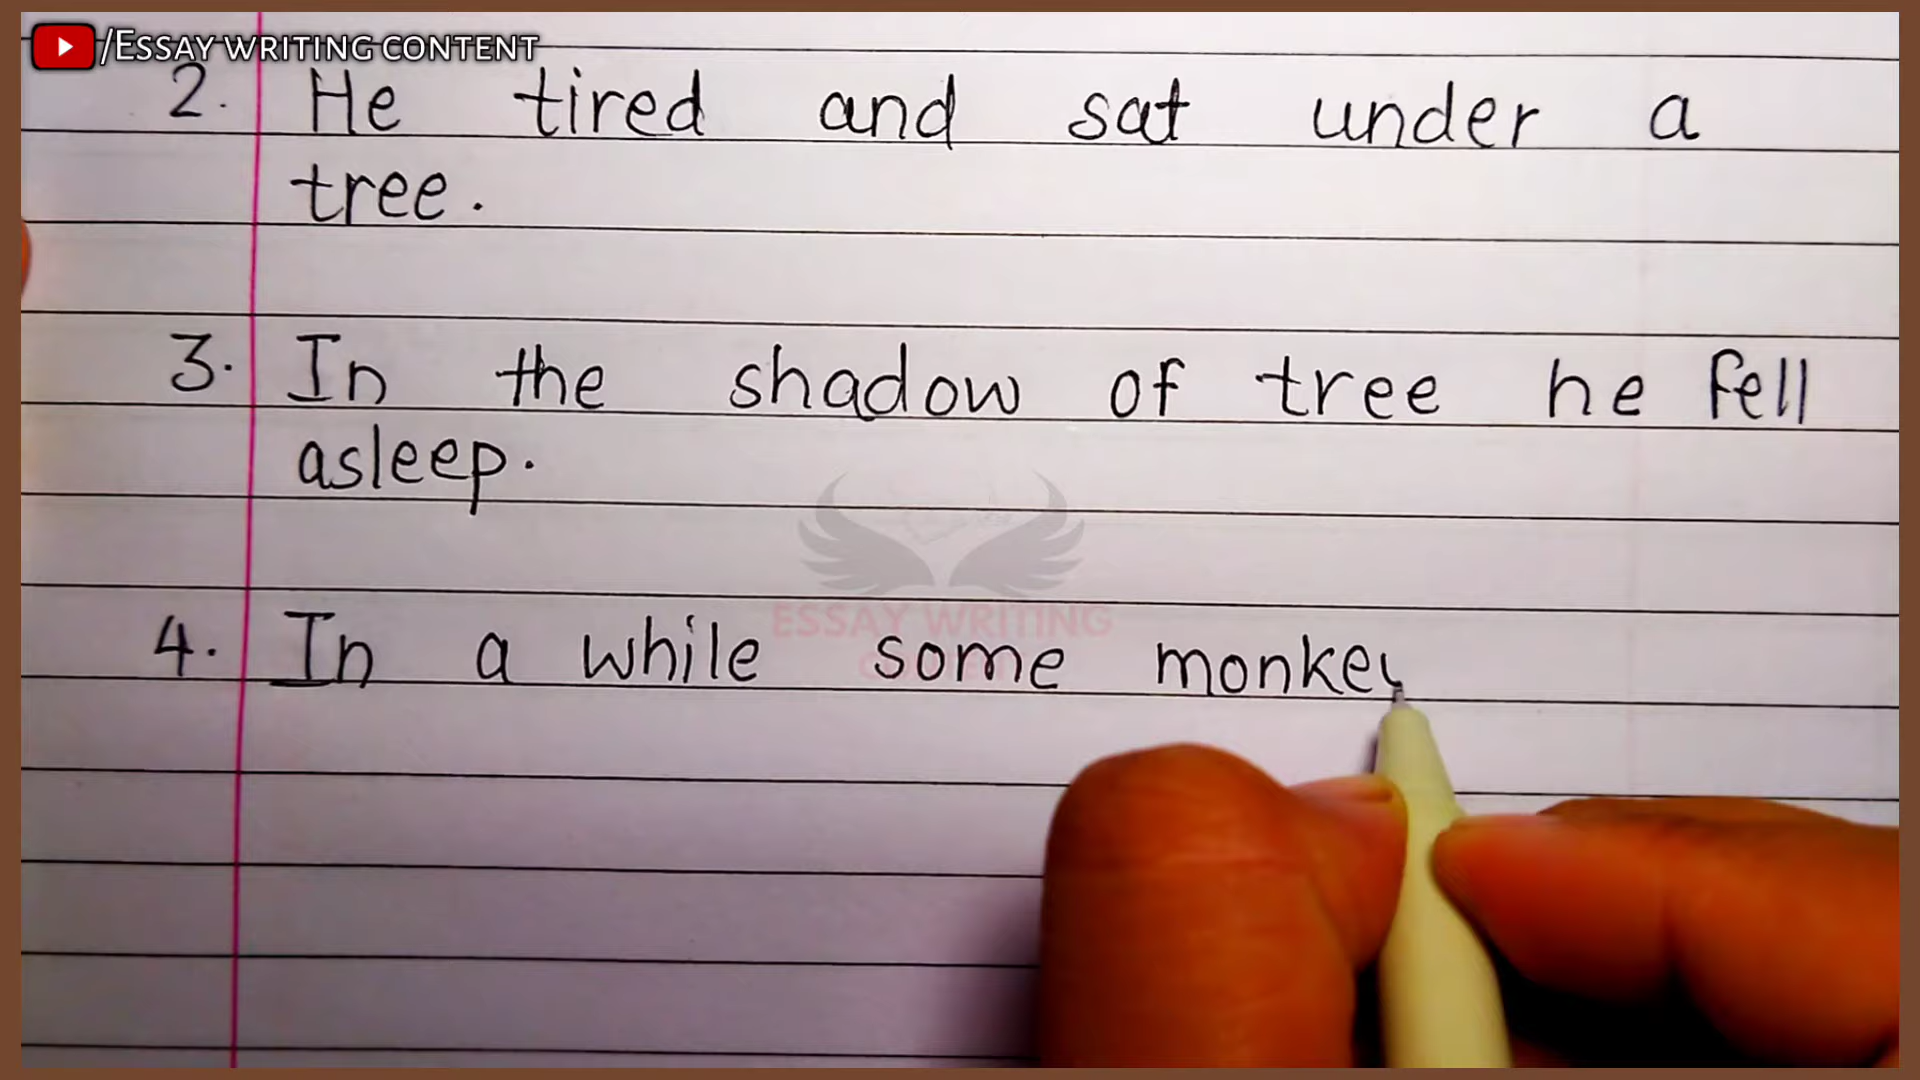 /ESSAY WRITING CONTENT
2. He tired and sat under a
tree.
3. In the shadow of tree he fell
asleep.
ESSAY WRITING
4. In a while some monkey